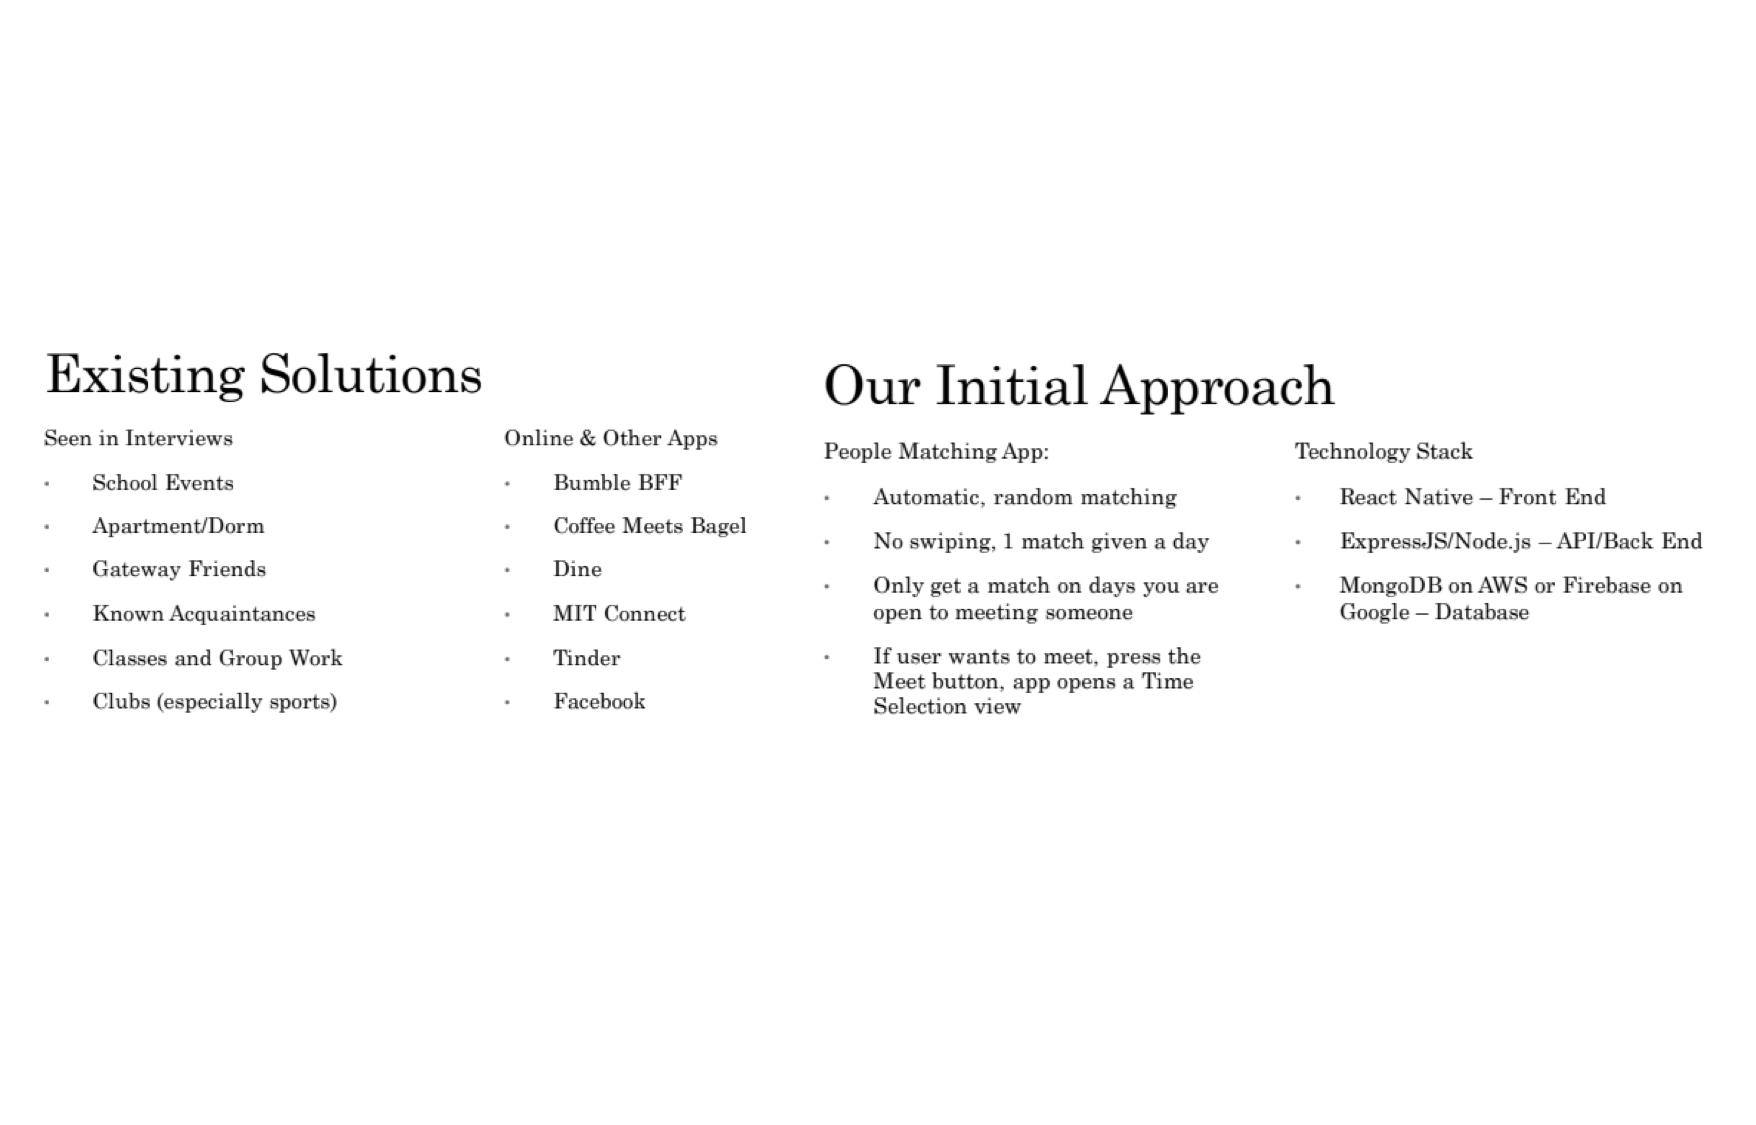 Existing Solutions
Seen in Interviews
• School Events
• Apartment/Dorm
• Gateway Friends
• Known Acquaintances
• Classes and Group Work
• Clubs (especially sports)
Online & Other Apps
• Bumble BFF
• Coffee Meets Bagel
• Dine
• MIT Connect
• Tinder
• Facebook
Our Initial Approach
People Matching App:
• Automatic, random matching
• No swiping, 1 match given a day
• Only get a match on days you are
open to meeting someone
• If user wants to meet, press the
Meet button, app opens a Time
Selection view
Technology Stack
• React Native – Front End
• ExpressJS/Node.js – API/Back End
• MongoDB on AWS or Firebase on
Google – Database